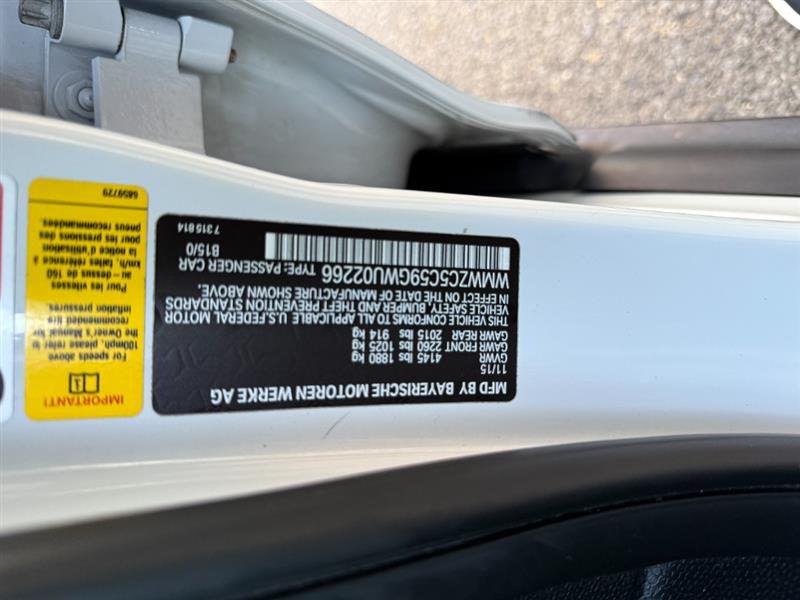 MFD BY BAYERISCHE MOTOREN WERKE AG
11/15
GVWR 4145 lbs 1880 kg
GAWR FRONT 2260 lbs 1025 kg
GAWR REAR 2015 lbs 914 kg
THIS VEHICLE CONFORMS TO ALL APPLICABLE U.S.FEDERAL MOTOR
VEHICLE SAFETY, BUMPER AND THEFT PREVENTION STANDARDS
IN EFFECT ON THE DATE OF MANUFACTURE SHOWN ABOVE.
WMWZC5C59GWU02266 TYPE: PASSENGER CAR
B15/0
7315814
IMPORTANT!
For speeds above
100mph, please refer to
the Owner's Manual for
recommended tire
inflation pressures.
Pour les vitesses
au- dessus de 160
km/h, faites référence à
la notice d'utilisation
pour les pressions des
pneus recommandées.
6859729